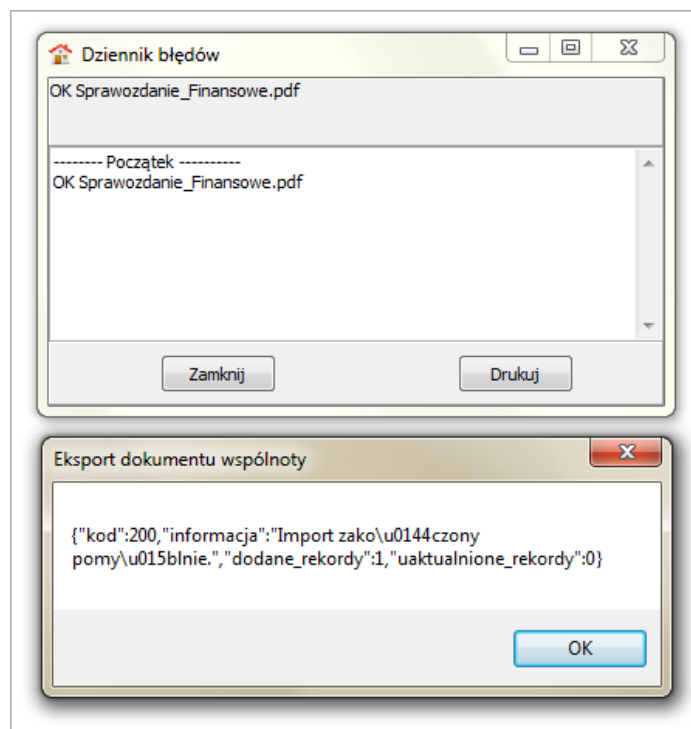 Dziennik błędów
OK Sprawozdanie_Finansowe.pdf
-------- Początek ----------
OK Sprawozdanie_Finansowe.pdf
Zamknij
Drukuj
Eksport dokumentu wspólnoty
{"kod":200,"informacja":"Import zako\u0144czony
pomy\u015blnie.","dodane_rekordy":1,"uaktualnione_rekordy":0}
OK